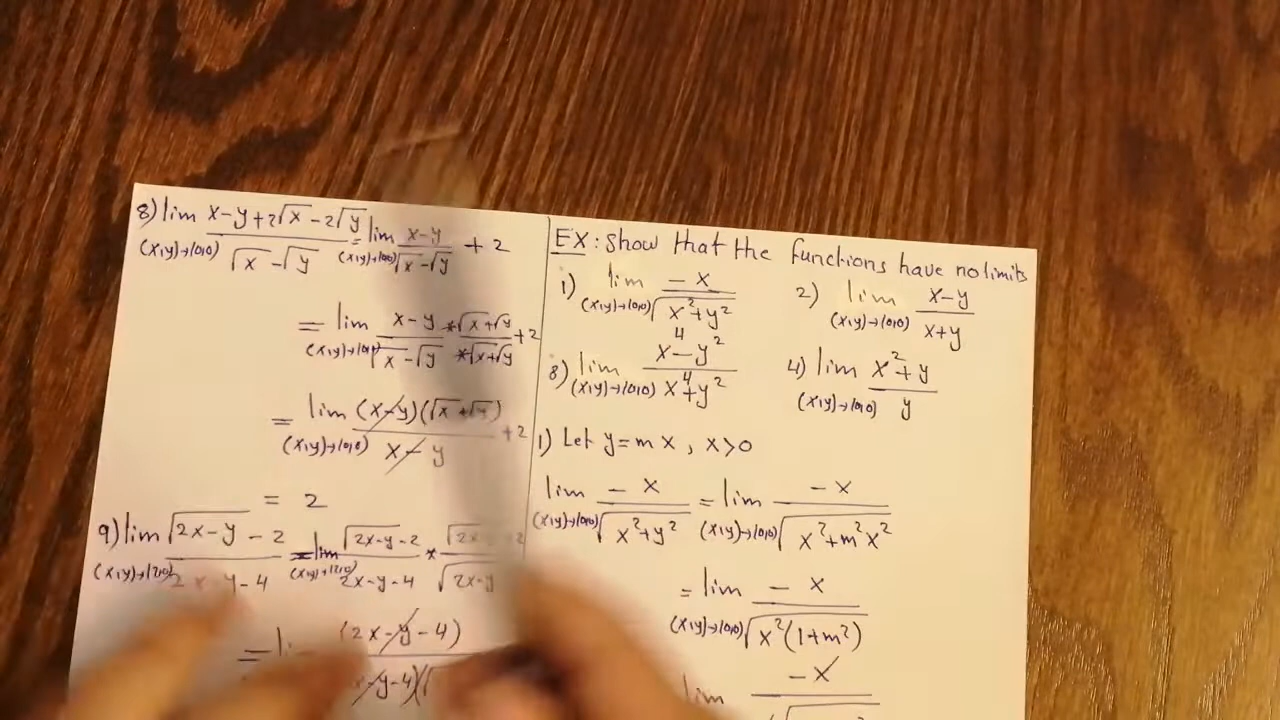 8) lim x-y+2√x-2√y / √x-√y = lim x-y / √x-√y + 2
(x,y)→(0,0) (x,y)→(0,0)
= lim x-y / √x-√y * √x+√y / *√x+√y +2
(x,y)→(0,0)
= lim (x-y)(√x+√y) / x-y +2
(x,y)→(0,0)
= 2
9) lim √2x-y - 2 / 2x-y-4 = lim √2x-y - 2 / 2x-y-4 *
(x,y)→(2,0) (x,y)→(2,0)
= (2x-y-4)
EX: show that the functions have no limits
1) lim -x / √x²+y² 2) lim x-y / x+y
(x,y)→(0,0) (x,y)→(0,0)
8) lim x⁴-y² / x⁴+y² 4) lim x²+y / y
(x,y)→(0,0) (x,y)→(0,0)
1) Let y=mx, x>0
lim -x / √x²+y² = lim -x / √x²+m²x²
(x,y)→(0,0) (x,y)→(0,0)
= lim -x / √x²(1+m²)
(x,y)→(0,0)
lim -x